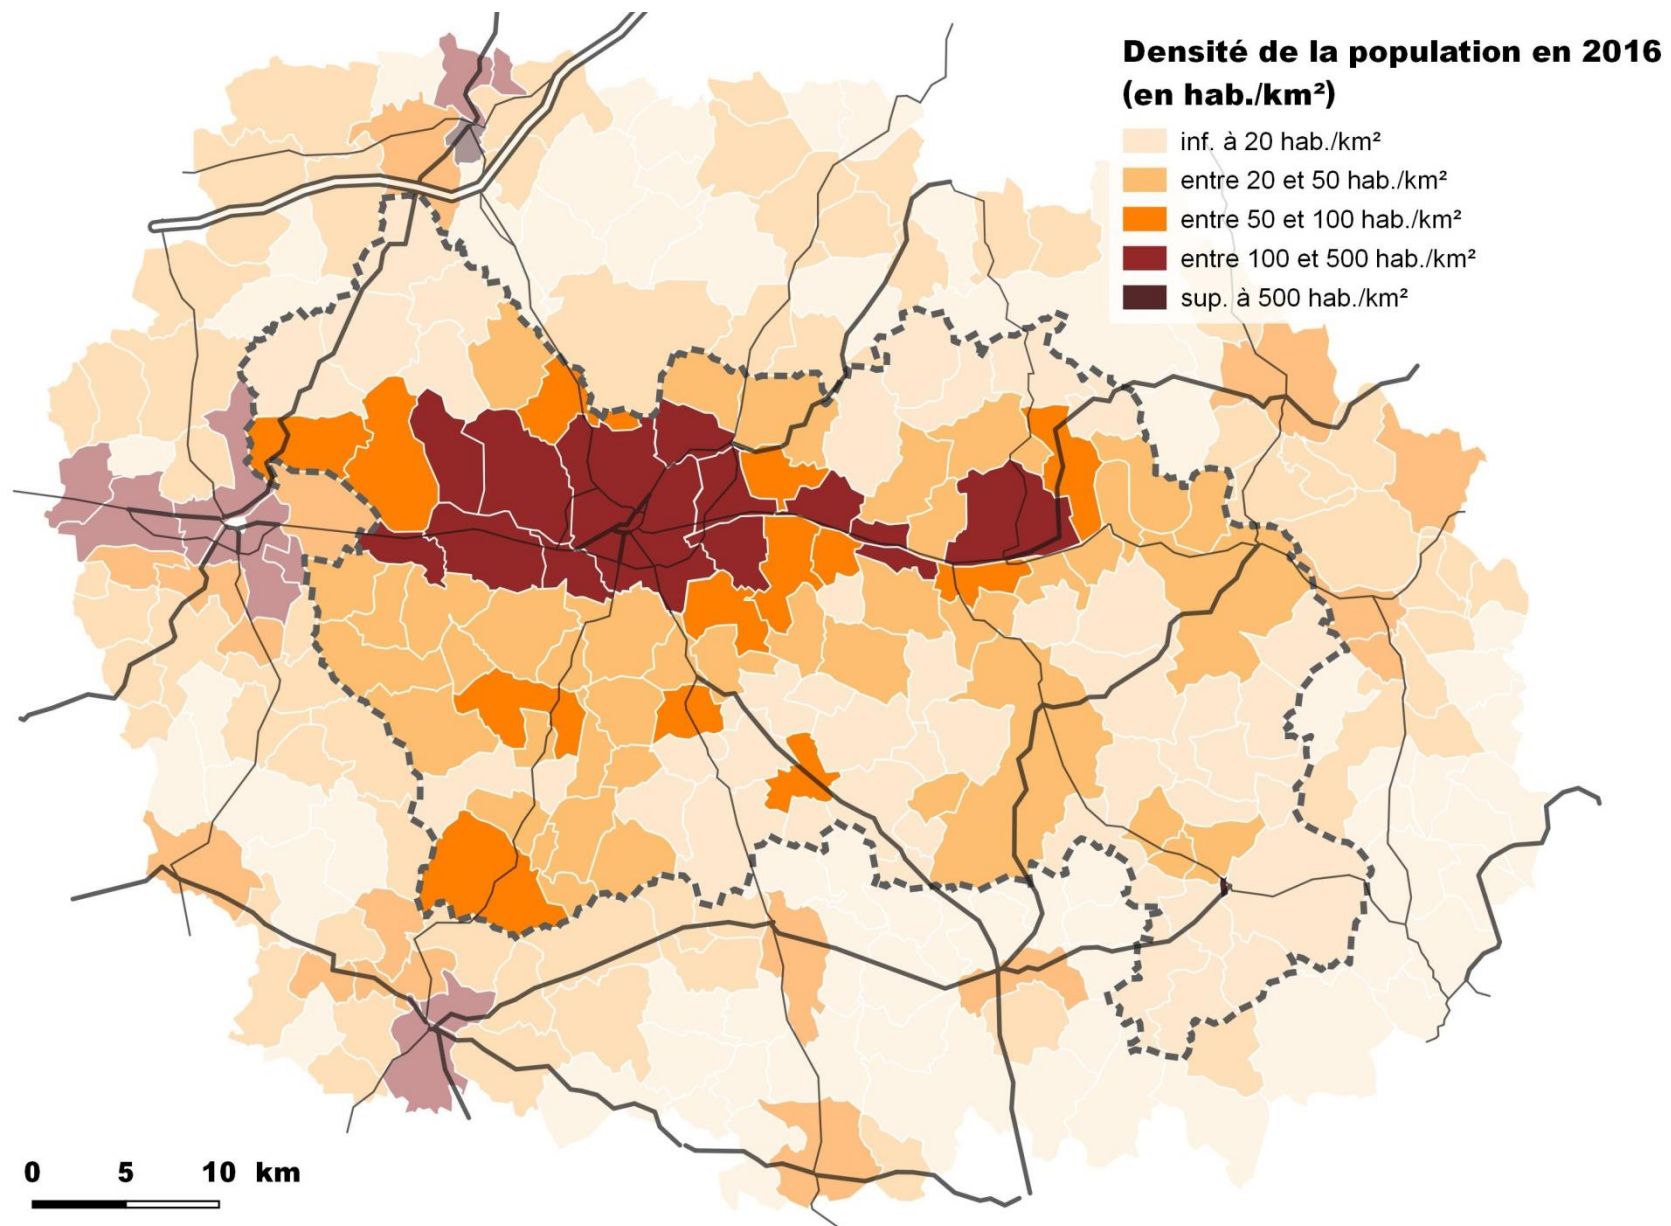 Densité de la population en 2016
(en hab./km²)
inf. à 20 hab./km²
entre 20 et 50 hab./km²
entre 50 et 100 hab./km²
entre 100 et 500 hab./km²
sup. à 500 hab./km²
0 5 10 km